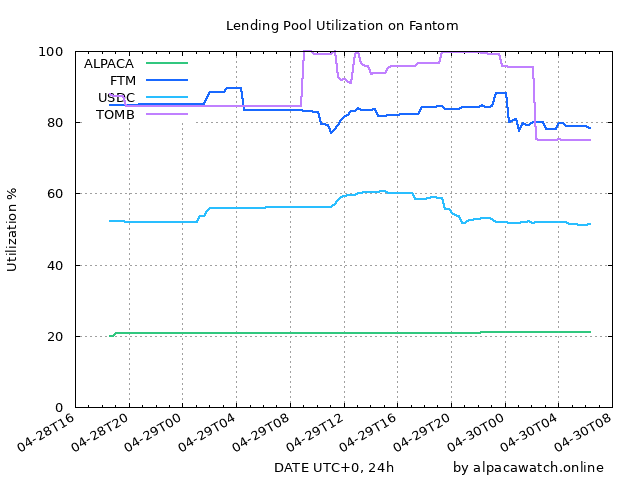 Lending Pool Utilization on Fantom
100
80
60
40
20
0
Utilization %
ALPACA
FTM
USDC
TOMB
04-28T16
04-28T20
04-29T00
04-29T04
04-29T08
04-29T12
04-29T16
04-29T20
04-30T00
04-30T04
04-30T08
DATE UTC+0, 24h
by alpacawatch.online